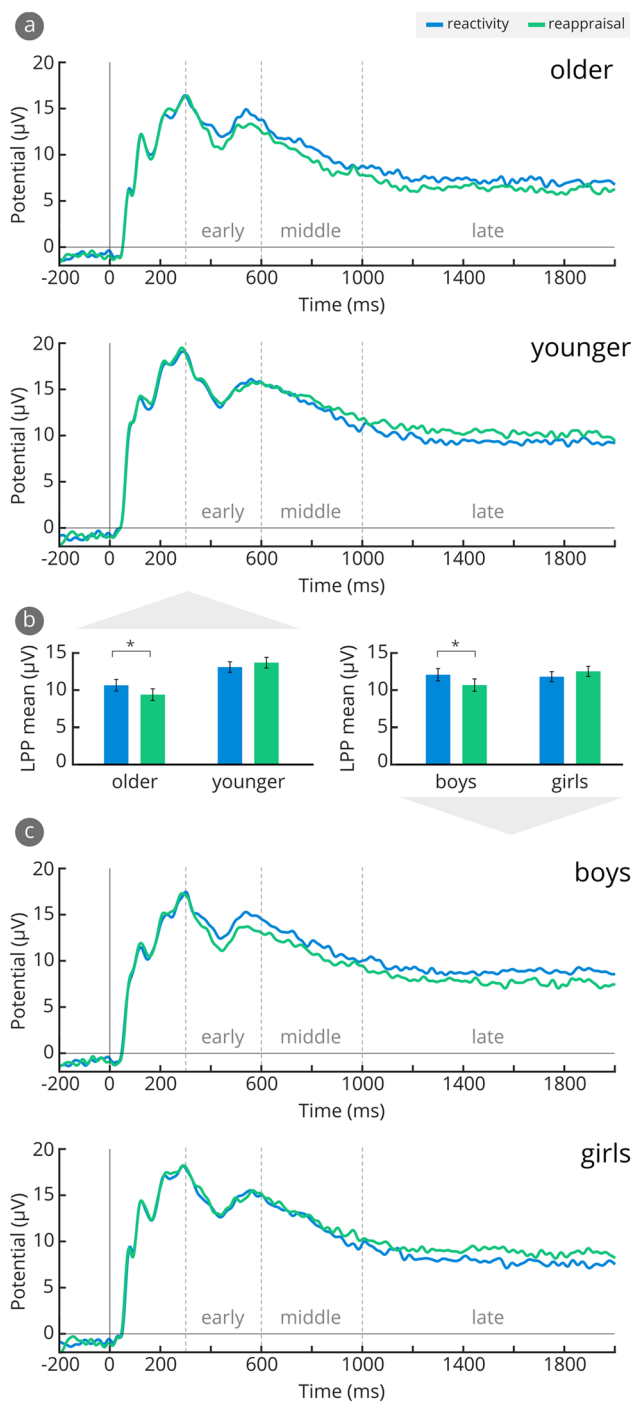 a
reactivity reappraisal
older
Potential (μV)
20
15
10
5
0
early middle late
-200 0 200 600 1000 1400 1800
Time (ms)
younger
Potential (μV)
20
15
10
5
0
early middle late
-200 0 200 600 1000 1400 1800
Time (ms)
b
LPP mean (μV)
15
10
5
0
*
older younger
LPP mean (μV)
15
10
5
0
*
boys girls
c
boys
Potential (μV)
20
15
10
5
0
early middle late
-200 0 200 600 1000 1400 1800
Time (ms)
girls
Potential (μV)
20
15
10
5
0
early middle late
-200 0 200 600 1000 1400 1800
Time (ms)